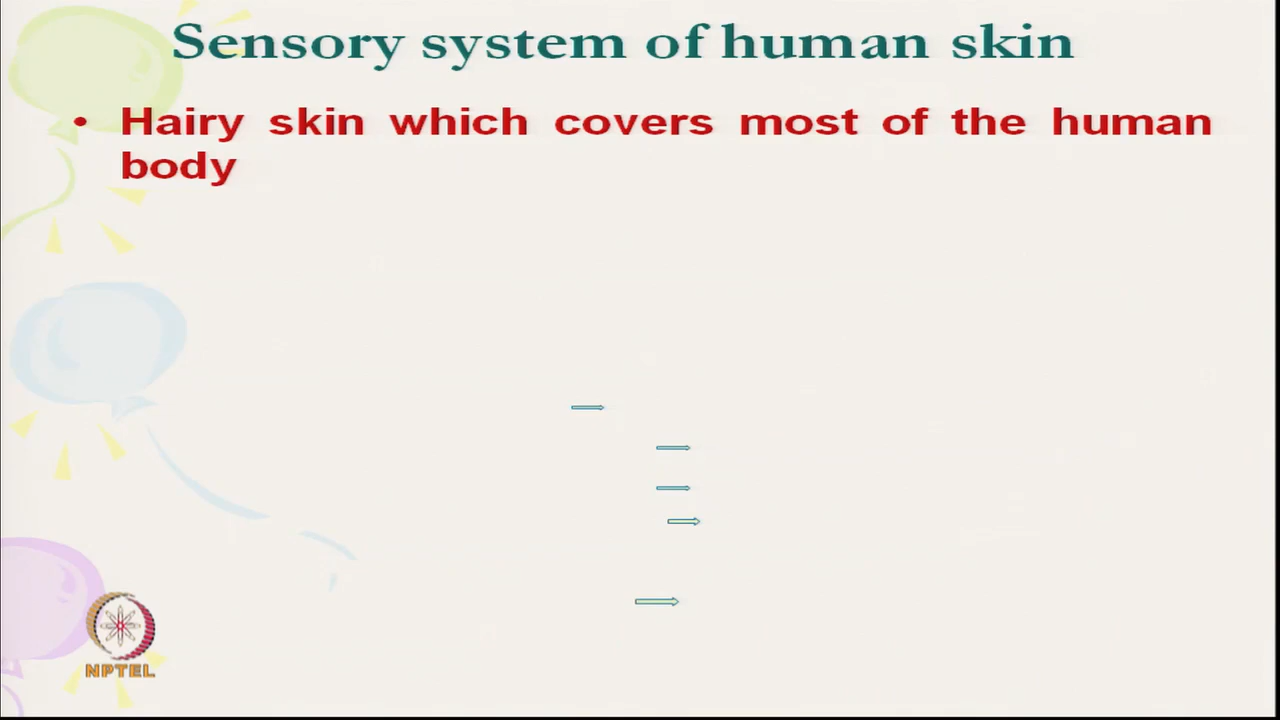 Sensory system of human skin
• Hairy skin which covers most of the human
body
NPTEL